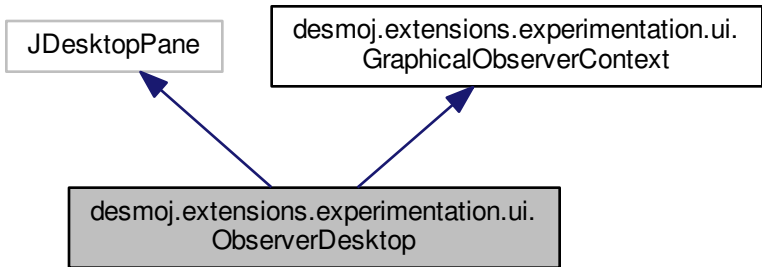 JDesktopPane
desmoj.extensions.experimentation.ui.
GraphicalObserverContext
desmoj.extensions.experimentation.ui.
ObserverDesktop